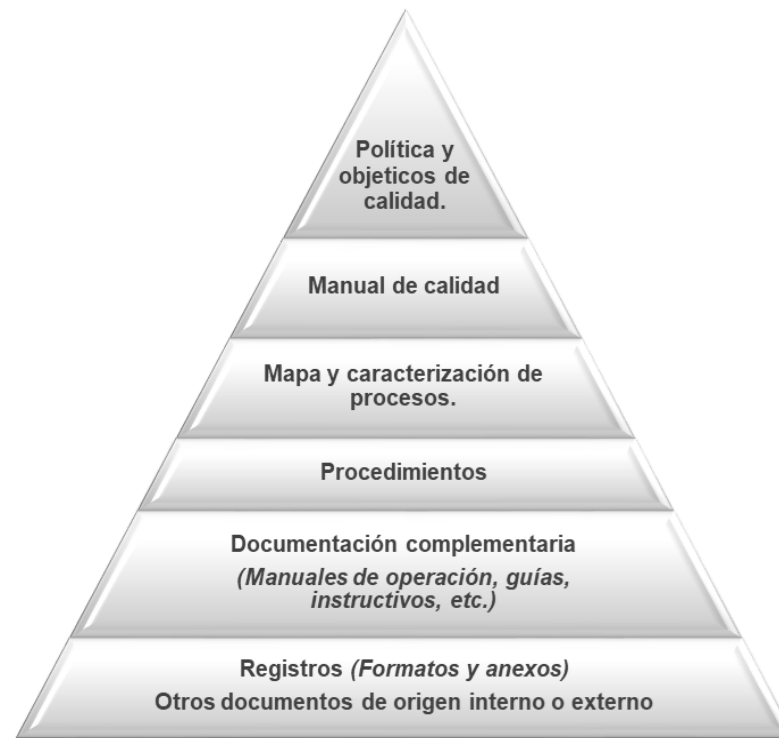 Política y
objeticos de
calidad.
Manual de calidad
Mapa y caracterización de
procesos.
Procedimientos
Documentación complementaria
(Manuales de operación, guías,
instructivos, etc.)
Registros (Formatos y anexos)
Otros documentos de origen interno o externo